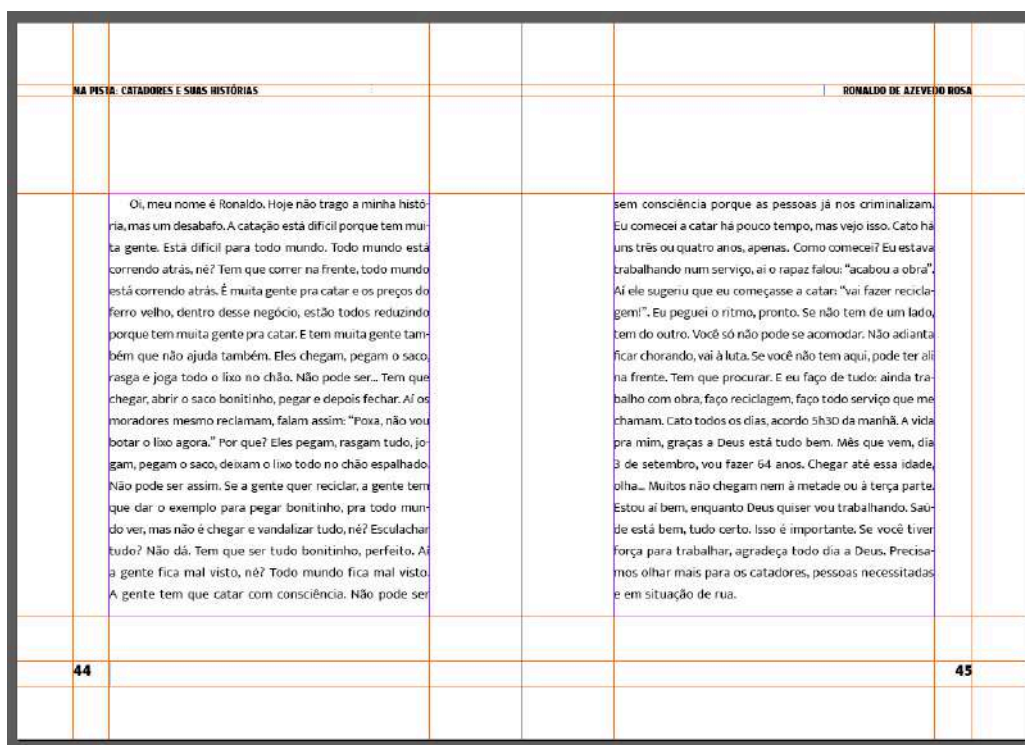 NA PISTA: CATADORES E SUAS HISTÓRIAS
Oi, meu nome é Ronaldo. Hoje não trago a minha histó-
ria, mas um desabafo. A catação está difícil porque tem mui-
ta gente. Está difícil para todo mundo. Todo mundo está
correndo atrás, né? Tem que correr na frente, todo mundo
está correndo atrás. É muita gente pra catar e os preços do
ferro velho, dentro desse negócio, estão todos reduzindo
porque tem muita gente pra catar. E tem muita gente tam-
bém que não ajuda também. Eles chegam, pegam o saco,
rasga e joga todo o lixo no chão. Não pode ser... Tem que
chegar, abrir o saco bonitinho, pegar e depois fechar. Aí os
moradores mesmo reclamam, falam assim: “Poxa, não vou
botar o lixo agora.” Por que? Eles pegam, rasgam tudo, jo-
gam, pegam o saco, deixam o lixo todo no chão espalhado.
Não pode ser assim. Se a gente quer reciclar, a gente tem
que dar o exemplo para pegar bonitinho, pra todo mun-
do ver, mas não é chegar e vandalizar tudo, né? Esculachar
tudo? Não dá. Tem que ser tudo bonitinho, perfeito. Aí
a gente fica mal visto, né? Todo mundo fica mal visto.
A gente tem que catar com consciência. Não pode ser
44
RONALDO DE AZEVEDO ROSA
sem consciência porque as pessoas já nos criminalizam.
Eu comecei a catar há pouco tempo, mas vejo isso. Cato há
uns três ou quatro anos, apenas. Como comecei? Eu estava
trabalhando num serviço, aí o rapaz falou: “acabou a obra”.
Aí ele sugeriu que eu começasse a catar: “vai fazer recicla-
gem!”. Eu peguei o ritmo, pronto. Se não tem de um lado,
tem do outro. Você só não pode se acomodar. Não adianta
ficar chorando, vai à luta. Se você não tem aqui, pode ter ali
na frente. Tem que procurar. E eu faço de tudo: ainda tra-
balho com obra, faço reciclagem, faço todo serviço que me
chamam. Cato todos os dias, acordo 5h30 da manhã. A vida
pra mim, graças a Deus está tudo bem. Mês que vem, dia
3 de setembro, vou fazer 64 anos. Chegar até essa idade,
olha... Muitos não chegam nem à metade ou à terça parte.
Estou aí bem, enquanto Deus quiser vou trabalhando. Saú-
de está bem, tudo certo. Isso é importante. Se você tiver
força para trabalhar, agradeça todo dia a Deus. Precisa-
mos olhar mais para os catadores, pessoas necessitadas
e em situação de rua.
45